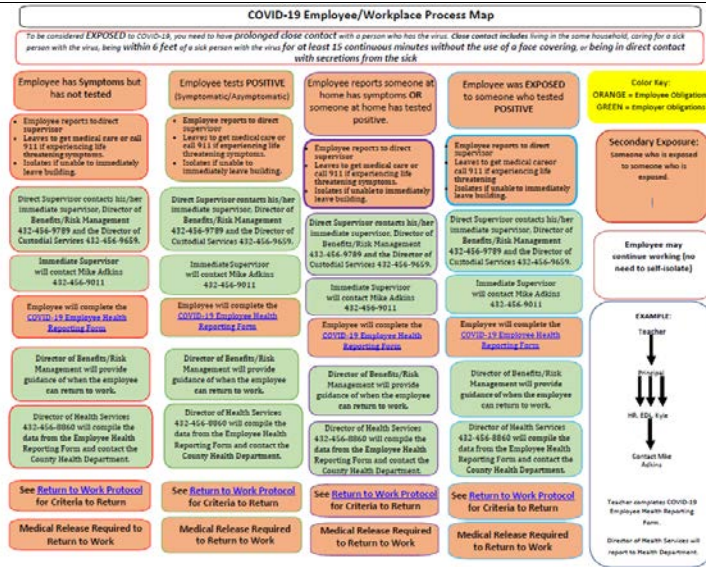 COVID-19 Employee/Workplace Process Map
To be considered EXPOSED to COVID-19, you need to have prolonged close contact with a person who has the virus. Close contact includes living in the same household, caring for a sick
person with the virus, being within 6 feet of a sick person with the virus for at least 15 continuous minutes without the use of a face covering, or being in direct contact
with secretions from the sick
Employee has Symptoms but
has not tested
• Employee reports to direct
supervisor
• Leaves to get medical care or call
911 if experiencing life
threatening symptoms.
• Isolates if unable to immediately
leave building.
Direct Supervisor contacts his/her
immediate supervisor, Director of
Benefits/Risk Management
432-456-9789 and the Director of
Custodial Services 432-456-9659.
Immediate Supervisor
will contact Mike Adkins
432-456-9011
Employee will complete the
COVID-19 Employee Health
Reporting Form
Director of Benefits/Risk
Management will provide
guidance of when the employee
can return to work.
Director of Health Services
432-456-8860 will compile the
data from the Employee Health
Reporting Form and contact the
County Health Department.
See Return to Work Protocol
for Criteria to Return
Medical Release Required to
Return to Work
Employee tests POSITIVE
(Symptomatic/Asymptomatic)
• Employee reports to direct
supervisor
• Leaves to get medical care or call
911 if experiencing life
threatening symptoms.
• Isolates if unable to
immediately leave building.
Direct Supervisor contacts his/her
immediate supervisor, Director of
Benefits/Risk Management
432-456-9789 and the Director of
Custodial Services 432-456-9659.
Immediate Supervisor
will contact Mike Adkins
432-456-9011
Employee will complete the
COVID-19 Employee Health
Reporting Form
Director of Benefits/Risk
Management will provide
guidance of when the employee
can return to work.
Director of Health Services
432-456-8860 will compile the
data from the Employee Health
Reporting Form and contact the
County Health Department.
See Return to Work Protocol
for Criteria to Return
Medical Release Required
to Return to Work
Employee reports someone at
home has symptoms OR
someone at home has tested
positive.
Employee reports to direct
supervisor.
• Leaves to get medical care or call
911 if experiencing life
threatening symptoms.
• Isolates if unable to immediately
leave building.
Direct Supervisor contacts his/her
immediate supervisor, Director of
Benefits/Risk Management
432-456-9789 and the Director of
Custodial Services 432-456-9659.
Immediate Supervisor
will contact Mike Adkins
432-456-9011
Employee will complete the
COVID-19 Employee Health
Reporting Form
Director of Benefits/Risk
Management will provide
guidance of when the employee
can return to work.
Director of Health Services
432-456-8860 will compile the
data from the Employee Health
Reporting Form and contact the
County Health Department.
See Return to Work Protocol
for Criteria to Return
Medical Release Required
to Return to Work
Employee was EXPOSED
to someone who tested
POSITIVE
Employee reports to direct
supervisor
• Leaves to get medical careor call
911 if experiencing life
threatening
• Isolates if unable to immediately
leave building.
Direct Supervisor contacts his/her
immediate supervisor, Director of
Benefits/Risk Management
432-456-9789 and the Director of
Custodial Services 432-456-9659.
Immediate Supervisor
will contact Mike Adkins
432-456-9011
Employee will complete the
COVID-19 Employee Health
Reporting Form
Director of Benefits/Risk
Management will provide
guidance of when the employee
can return to work.
Director of Health Services
432-456-8860 will compile the
data from the Employee Health
Reporting Form and contact the
County Health Department.
See Return to Work Protocol
for Criteria to Return
Medical Release Required
to Return to Work
Color Key:
ORANGE = Employee Obligations
GREEN = Employer Obligations
Secondary Exposure:
Someone who is exposed
to someone who is
exposed.
Employee may
continue working (no
need to self-isolate)
EXAMPLE:
Teacher
Principal
HR, EDL, Kyle
Contact Mike
Adkins
Teacher completes COVID-19
Employee Health Reporting
Form.
Director of Health Services will
report to Health Department.